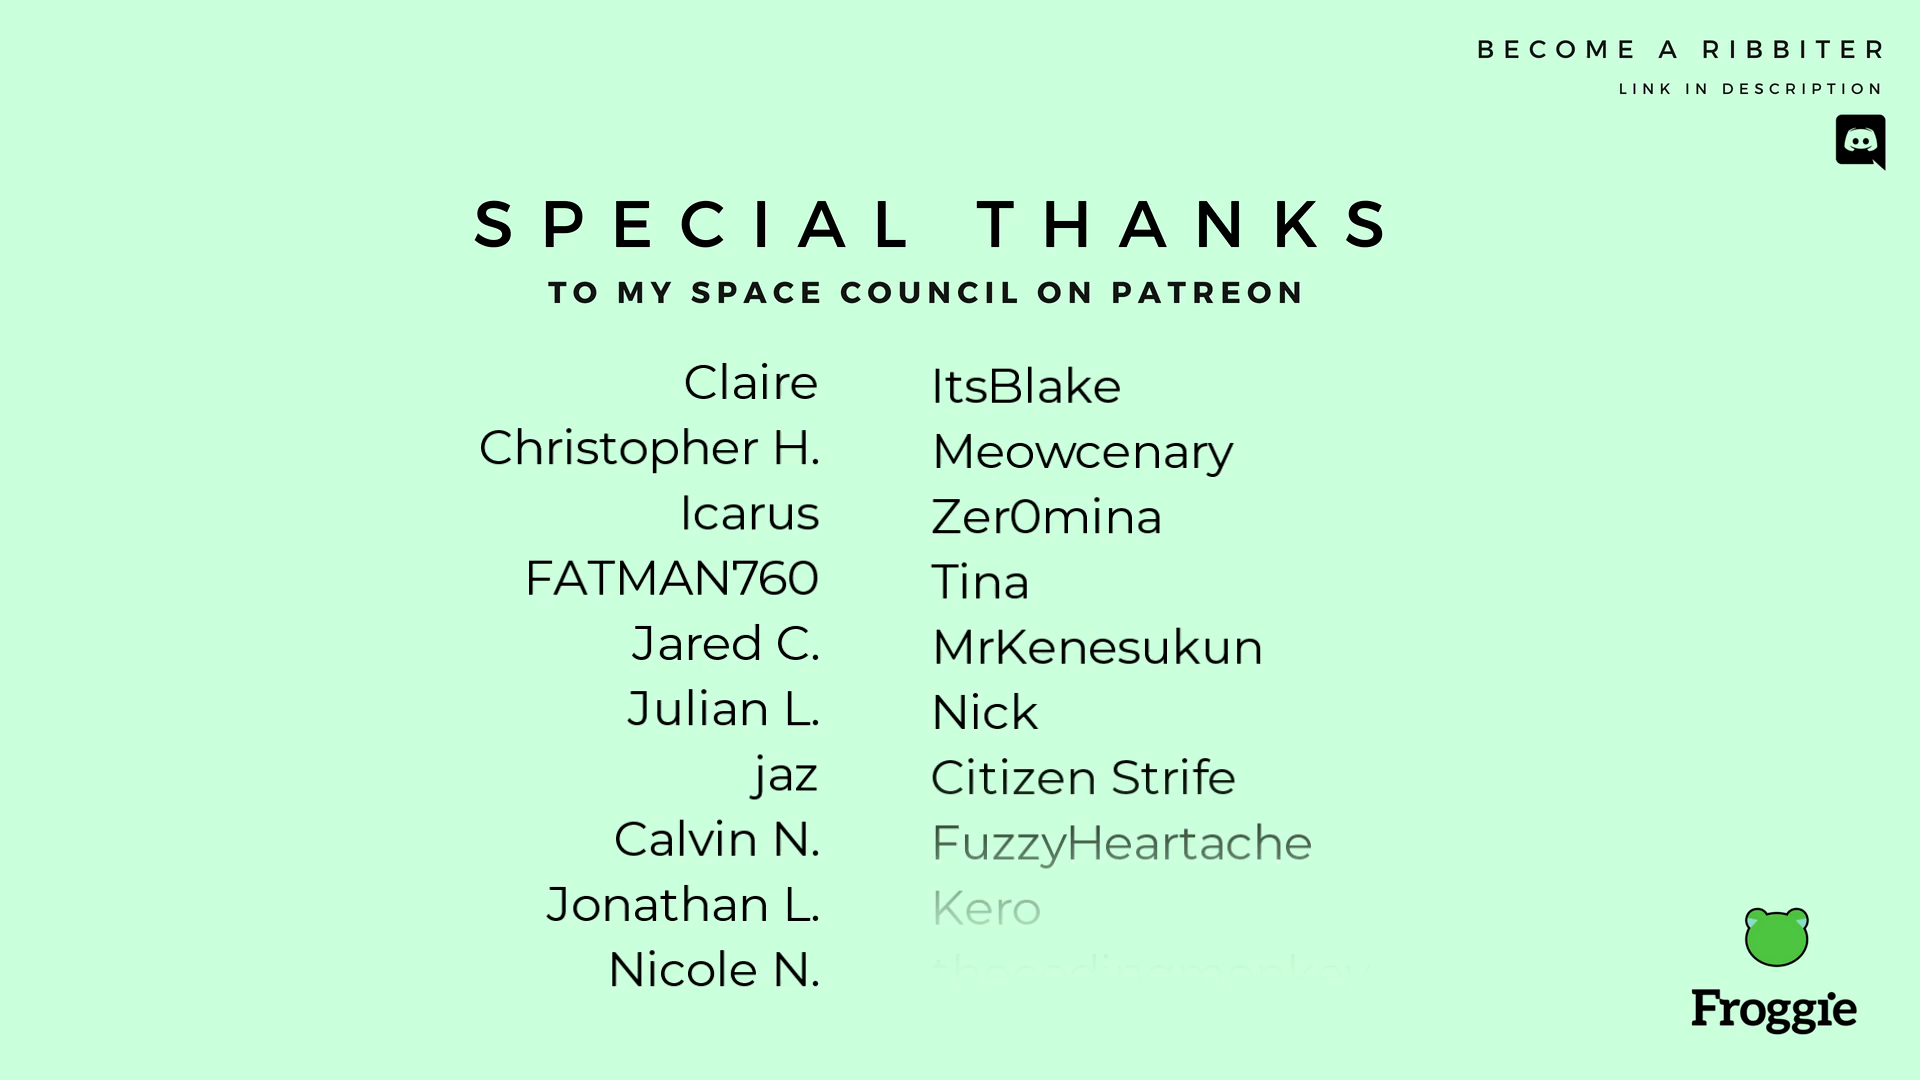 BECOME A RIBBITER
LINK IN DESCRIPTION
SPECIAL THANKS
TO MY SPACE COUNCIL ON PATREON
Claire
Christopher H.
Icarus
FATMAN760
Jared C.
Julian L.
jaz
Calvin N.
Jonathan L.
Nicole N.
ItsBlake
Meowcenary
Zer0mina
Tina
MrKenesukun
Nick
Citizen Strife
FuzzyHeartache
Kero
Froggie